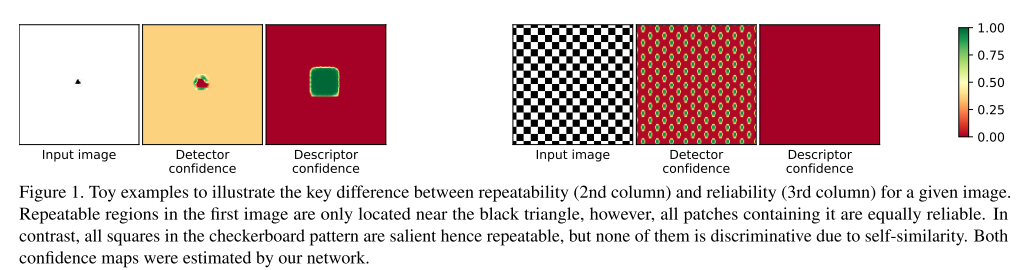 Input image
Detector
confidence
Descriptor
confidence
Input image
Detector
confidence
Descriptor
confidence
1.00
0.75
0.50
0.25
0.00
Figure 1. Toy examples to illustrate the key difference between repeatability (2nd column) and reliability (3rd column) for a given image.
Repeatable regions in the first image are only located near the black triangle, however, all patches containing it are equally reliable. In
contrast, all squares in the checkerboard pattern are salient hence repeatable, but none of them is discriminative due to self-similarity. Both
confidence maps were estimated by our network.